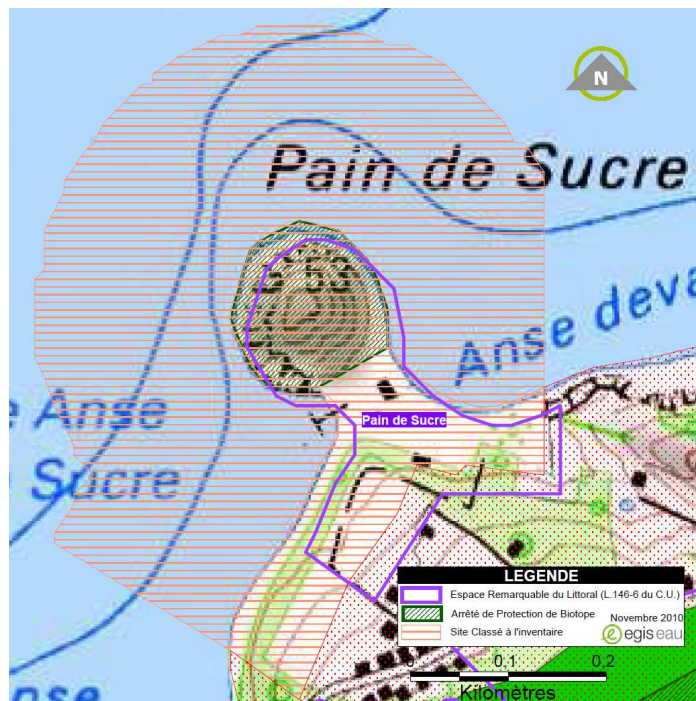 N
Pain de Sucre
Anse deva
e Anse
Sucre
Pain de Sucre
LEGENDE
Espace Remarquable du Littoral (L.146-6 du C.U.)
Arrêté de Protection de Biotope
Novembre 2010
Site Classé à l'inventaire
egis eau
0 0,1 0,2
Kilomètres
Anse